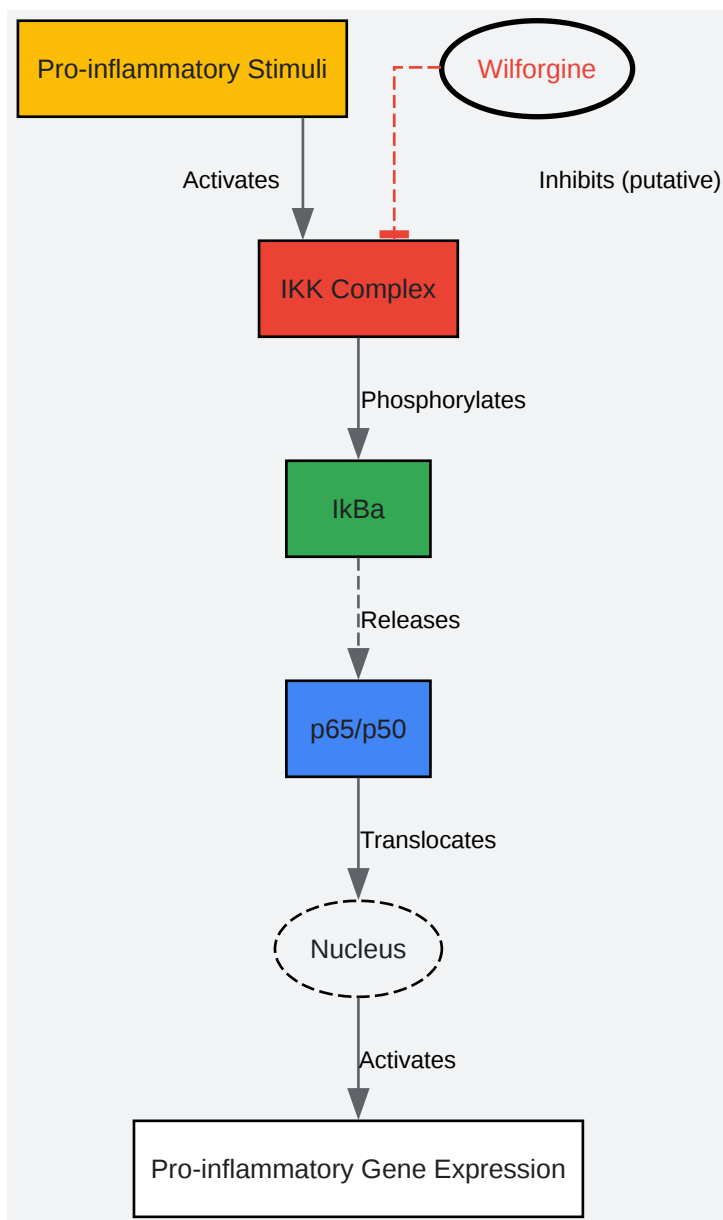 Pro-inflammatory Stimuli
Wilforgine
Activates
Inhibits (putative)
IKK Complex
Phosphorylates
IkBa
Releases
p65/p50
Translocates
Nucleus
Activates
Pro-inflammatory Gene Expression